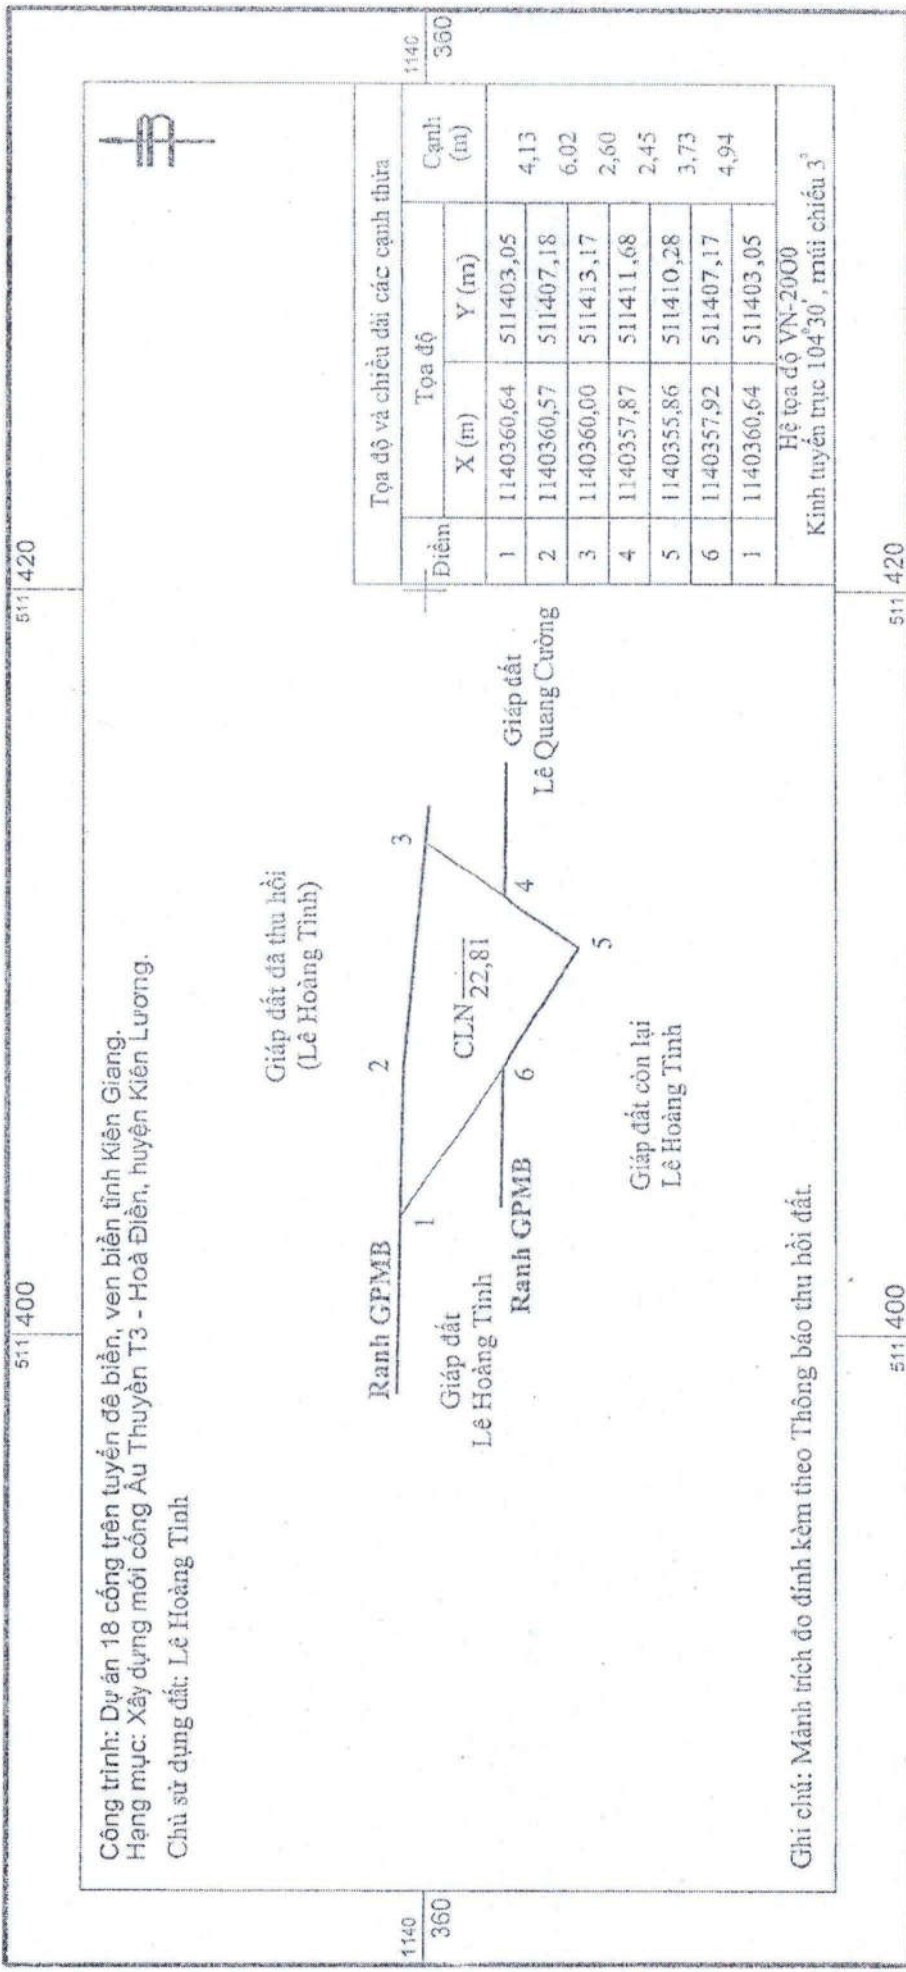 511 400
511 420
1140
360
1140
360
Công trình: Dự án 18 cống trên tuyến đê biển, ven biển tỉnh Kiên Giang.
Hạng mục: Xây dựng mới cống Âu Thuyền T3 - Hoà Điền, huyện Kiên Lương.
Chủ sử dụng đất: Lê Hoàng Tình
Giáp đất đã thu hồi
(Lê Hoàng Tình)
Ranh GPMB
1
2
3
Giáp đất
Lê Hoàng Tình
CLN 22,81
4
Giáp đất
Lê Quang Cường
6
Ranh GPMB
5
Giáp đất còn lại
Lê Hoàng Tình
Tọa độ và chiều dài các cạnh thửa
Điểm Tọa độ Cạnh (m)
X (m) Y (m)
1 1140360,64 511403,05
4,13
2 1140360,57 511407,18
6.02
3 1140360,00 511413,17
2,60
4 1140357,87 511411,68
2,45
5 1140355,86 511410,28
3,73
6 1140357,92 511407,17
4,94
1 1140360,64 511403,05
Hệ tọa độ VN-2000
Kinh tuyến trục 104°30', múi chiếu 3°
Ghi chú: Mảnh trích đo đính kèm theo Thông báo thu hồi đất.
511 400
511 420